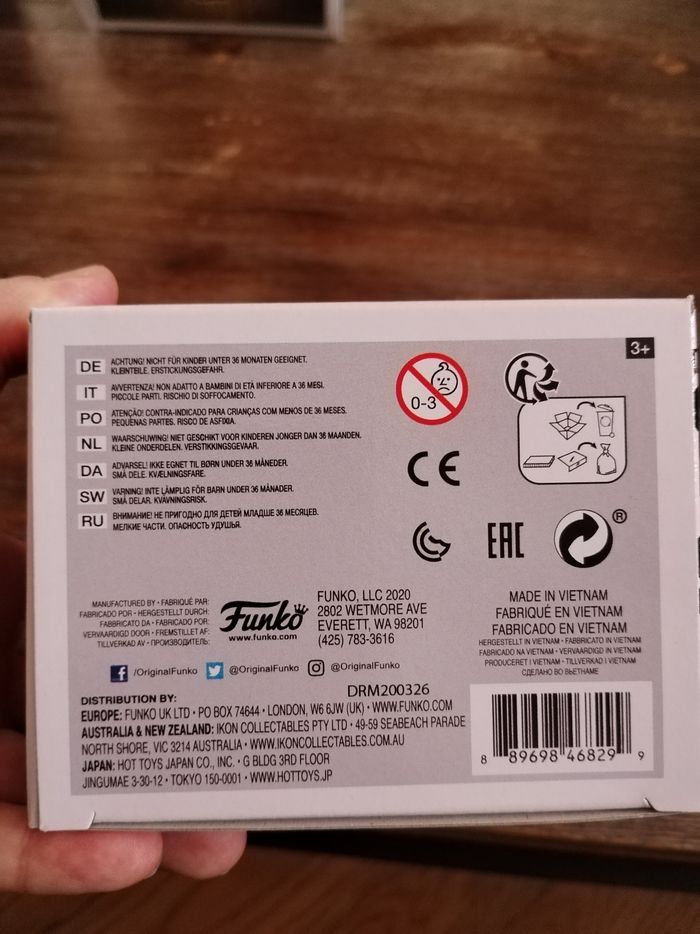 3+
DE ACHTUNG! NICHT FÜR KINDER UNTER 36 MONATEN GEEIGNET.
KLEINTEILE. ERSTICKUNGSGEFAHR.
IT AVVERTENZA! NON ADATTO A BAMBINI DI ETÀ INFERIORE A 36 MESI.
PICCOLE PARTI. RISCHIO DI SOFFOCAMENTO.
PO ATENÇÃO! CONTRA-INDICADO PARA CRIANÇAS COM MENOS DE 36 MESES.
PEQUENAS PARTES. RISCO DE ASFIXIA.
NL WAARSCHUWING! NIET GESCHIKT VOOR KINDEREN JONGER DAN 36 MAANDEN.
KLEINE ONDERDELEN. VERSTIKKINGSGEVAAR.
DA ADVARSEL! IKKE EGNET TIL BØRN UNDER 36 MÅNEDER.
SMÅ DELE. KVÆLNINGSFARE.
SW VARNING! INTE LÄMPLIG FÖR BARN UNDER 36 MÅNADER.
SMÅ DELAR. KVÄVNINGSRISK.
RU ВНИМАНИЕ! НЕ ПРИГОДНО ДЛЯ ДЕТЕЙ МЛАДШЕ 36 МЕСЯЦЕВ.
МЕЛКИЕ ЧАСТИ. ОПАСНОСТЬ УДУШЬЯ.
0-3
CE
EAC
®
MANUFACTURED BY • FABRIQUÉ PAR:
FABRICADO POR • HERGESTELLT DURCH:
FABBRICATO DA • FABRICADO POR:
VERVAARDIGD DOOR • FREMSTILLET AF:
TILLVERKAD AV • ПРОИЗВОДИТЕЛЬ:
Funko
www.funko.com
FUNKO, LLC 2020
2802 WETMORE AVE
EVERETT, WA 98201
(425) 783-3616
MADE IN VIETNAM
FABRIQUÉ EN VIETNAM
FABRICADO EN VIETNAM
HERGESTELLT IN VIETNAM • FABBRICATO IN VIETNAM
FABRICADO NA VIETNAM • VERVAARDIGD IN VIETNAM
PRODUCERET I VIETNAM • TILLVERKAD I VIETNAM
СДЕЛАНО ВО ВЬЕТНАМЕ
f /OriginalFunko @OriginalFunko @OriginalFunko
DRM200326
DISTRIBUTION BY:
EUROPE: FUNKO UK LTD • PO BOX 74644 • LONDON, W6 6JW (UK) • WWW.FUNKO.COM
AUSTRALIA & NEW ZEALAND: IKON COLLECTABLES PTY LTD • 49-59 SEABEACH PARADE
NORTH SHORE, VIC 3214 AUSTRALIA • WWW.IKONCOLLECTABLES.COM.AU
JAPAN: HOT TOYS JAPAN CO., INC. • G BLDG 3RD FLOOR
JINGUMAE 3-30-12 • TOKYO 150-0001 • WWW.HOTTOYS.JP
8 89698 46829 9